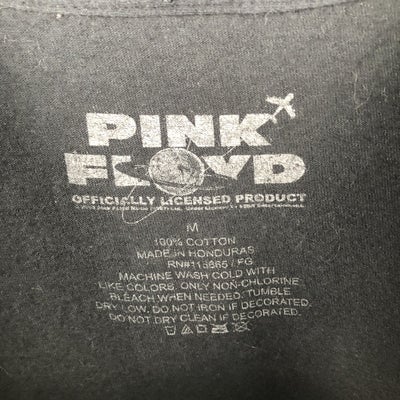 PINK
FLOYD
OFFICIALLY LICENSED PRODUCT
M
100% COTTON
MADE IN HONDURAS
MACHINE WASH COLD WITH
LIKE COLORS. ONLY NON-CHLORINE
BLEACH WHEN NEEDED. TUMBLE
DRY LOW. DO NOT IRON IF DECORATED.
DO NOT DRY CLEAN IF DECORATED.